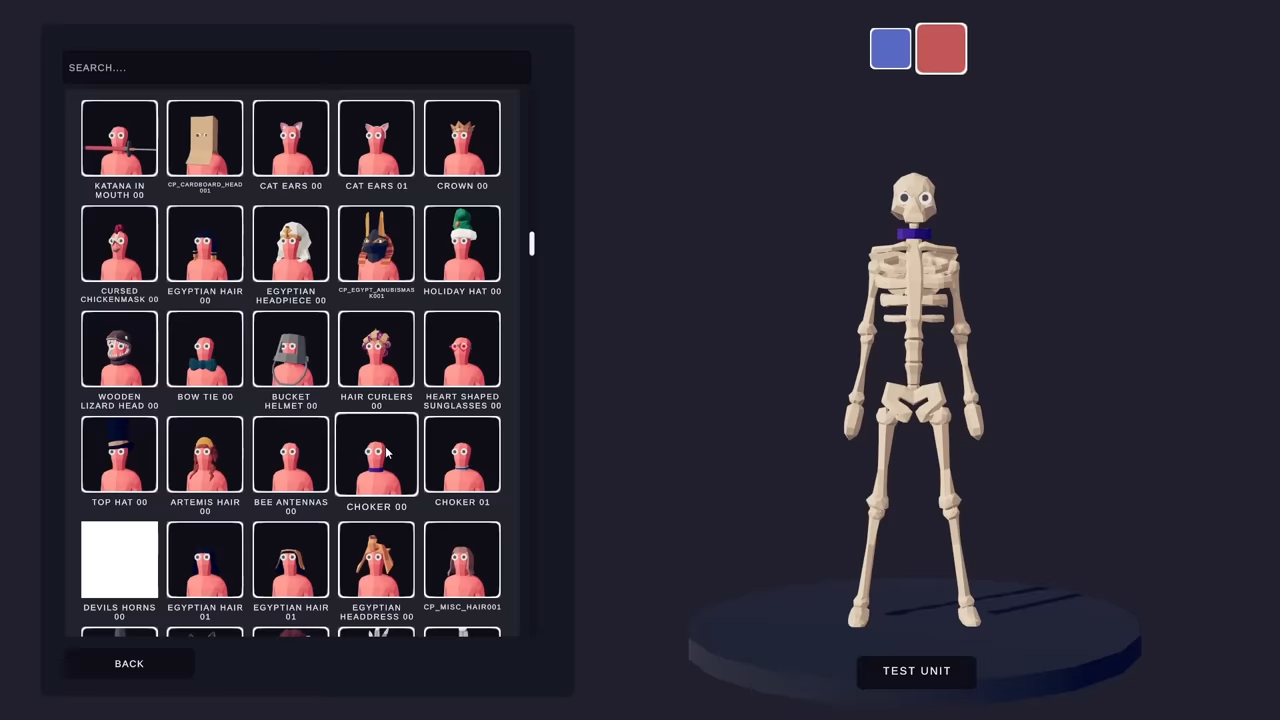 SEARCH....
KATANA IN
MOUTH 00
CP_CARDBOARD_HEAD
001
CAT EARS 00
CAT EARS 01
CROWN 00
CURSED
CHICKENMASK 00
EGYPTIAN HAIR
00
EGYPTIAN
HEADPIECE 00
CP_EGYPT_ANUBISMAS
K001
HOLIDAY HAT 00
WOODEN
LIZARD HEAD 00
BOW TIE 00
BUCKET
HELMET 00
HAIR CURLERS
00
HEART SHAPED
SUNGLASSES 00
TOP HAT 00
ARTEMIS HAIR
00
BEE ANTENNAS
00
CHOKER 00
CHOKER 01
DEVILS HORNS
00
EGYPTIAN HAIR
01
EGYPTIAN HAIR
01
EGYPTIAN
HEADDRESS 00
CP_MISC_HAIR001
BACK
TEST UNIT